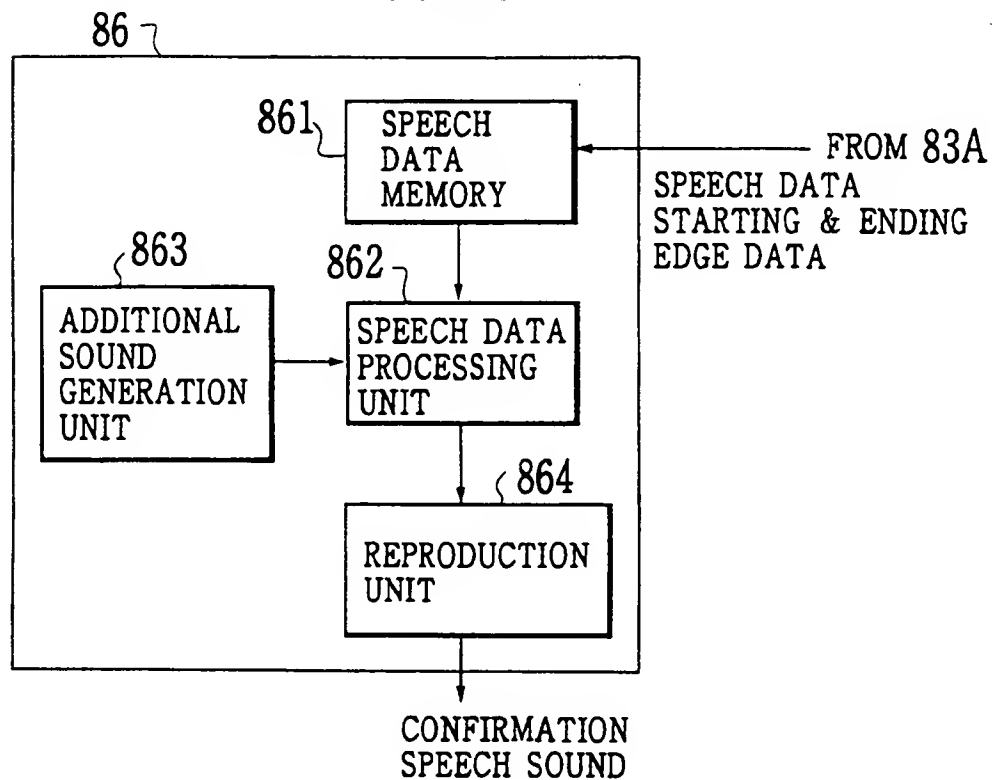 86
861
SPEECH
DATA
MEMORY
FROM 83A
SPEECH DATA
STARTING & ENDING
EDGE DATA
863
ADDITIONAL
SOUND
GENERATION
UNIT
862
SPEECH DATA
PROCESSING
UNIT
864
REPRODUCTION
UNIT
CONFIRMATION
SPEECH SOUND